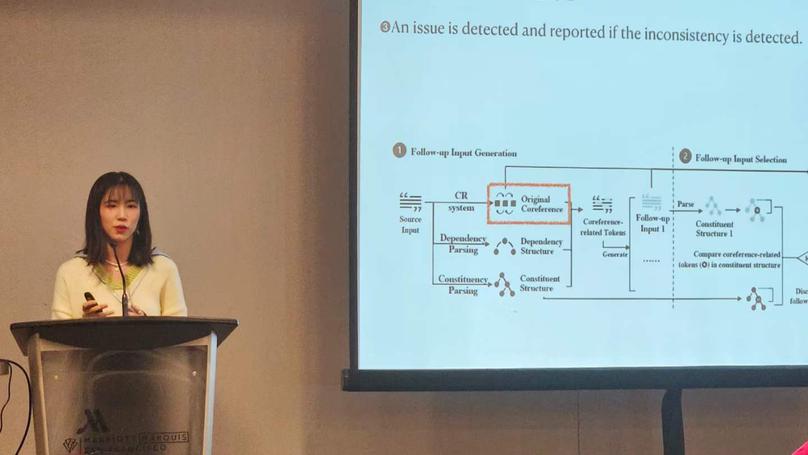 ❸An issue is detected and reported if the inconsistency is detected.
1 Follow-up Input Generation
2 Follow-up Input Selection
Source
Input
CR
system
Original
Coreference
Dependency
Parsing
Dependency
Structure
Constituency
Parsing
Constituent
Structure
Coreference-
related Tokens
Generate
Follow-up
Input 1
......
Parse
Constituent
Structure 1
Compare coreference-related
tokens in constituent structure
Disc
follow
MARRIOTT MARQUIS
SAN FRANCISCO